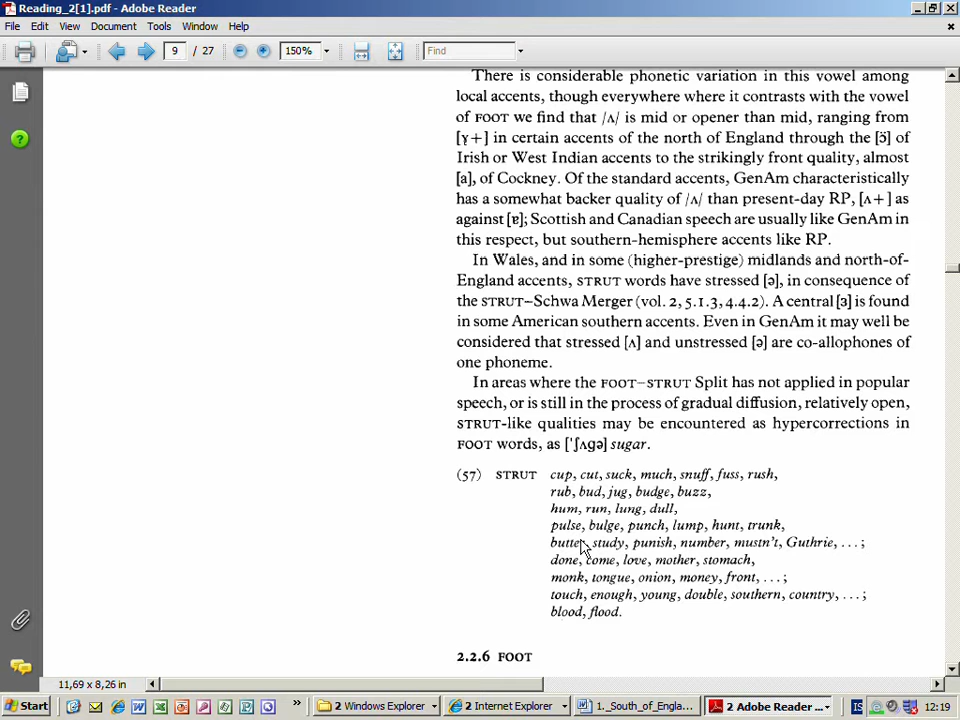 Reading_2[1].pdf - Adobe Reader
File Edit View Document Tools Window Help
9 / 27 150% Find
There is considerable phonetic variation in this vowel among
local accents, though everywhere where it contrasts with the vowel
of FOOT we find that /ʌ/ is mid or opener than mid, ranging from
[ɤ̞+] in certain accents of the north of England through the [ɔ̈] of
Irish or West Indian accents to the strikingly front quality, almost
[a], of Cockney. Of the standard accents, GenAm characteristically
has a somewhat backer quality of /ʌ/ than present-day RP, [ʌ+] as
against [ɐ]; Scottish and Canadian speech are usually like GenAm in
this respect, but southern-hemisphere accents like RP.
In Wales, and in some (higher-prestige) midlands and north-of-
England accents, STRUT words have stressed [ə], in consequence of
the STRUT–Schwa Merger (vol. 2, 5.1.3, 4.4.2). A central [ɜ] is found
in some American southern accents. Even in GenAm it may well be
considered that stressed [ʌ] and unstressed [ə] are co-allophones of
one phoneme.
In areas where the FOOT–STRUT Split has not applied in popular
speech, or is still in the process of gradual diffusion, relatively open,
STRUT-like qualities may be encountered as hypercorrections in
FOOT words, as [ˈʃʌɡə] sugar.
(57) STRUT cup, cut, suck, much, snuff, fuss, rush,
rub, bud, jug, budge, buzz,
hum, run, lung, dull,
pulse, bulge, punch, lump, hunt, trunk,
butter, study, punish, number, mustn't, Guthrie, ...;
done, come, love, mother, stomach,
monk, tongue, onion, money, front, ...;
touch, enough, young, double, southern, country, ...;
blood, flood.
2.2.6 FOOT
11,69 x 8,26 in
Start » 2 Windows Explorer 2 Internet Explorer 1._South_of_Engla... 2 Adobe Reader ... IS 12:19